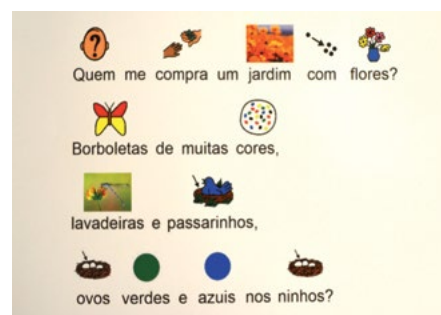 Quem me compra um jardim com flores?
Borboletas de muitas cores,
lavadeiras e passarinhos,
ovos verdes e azuis nos ninhos?